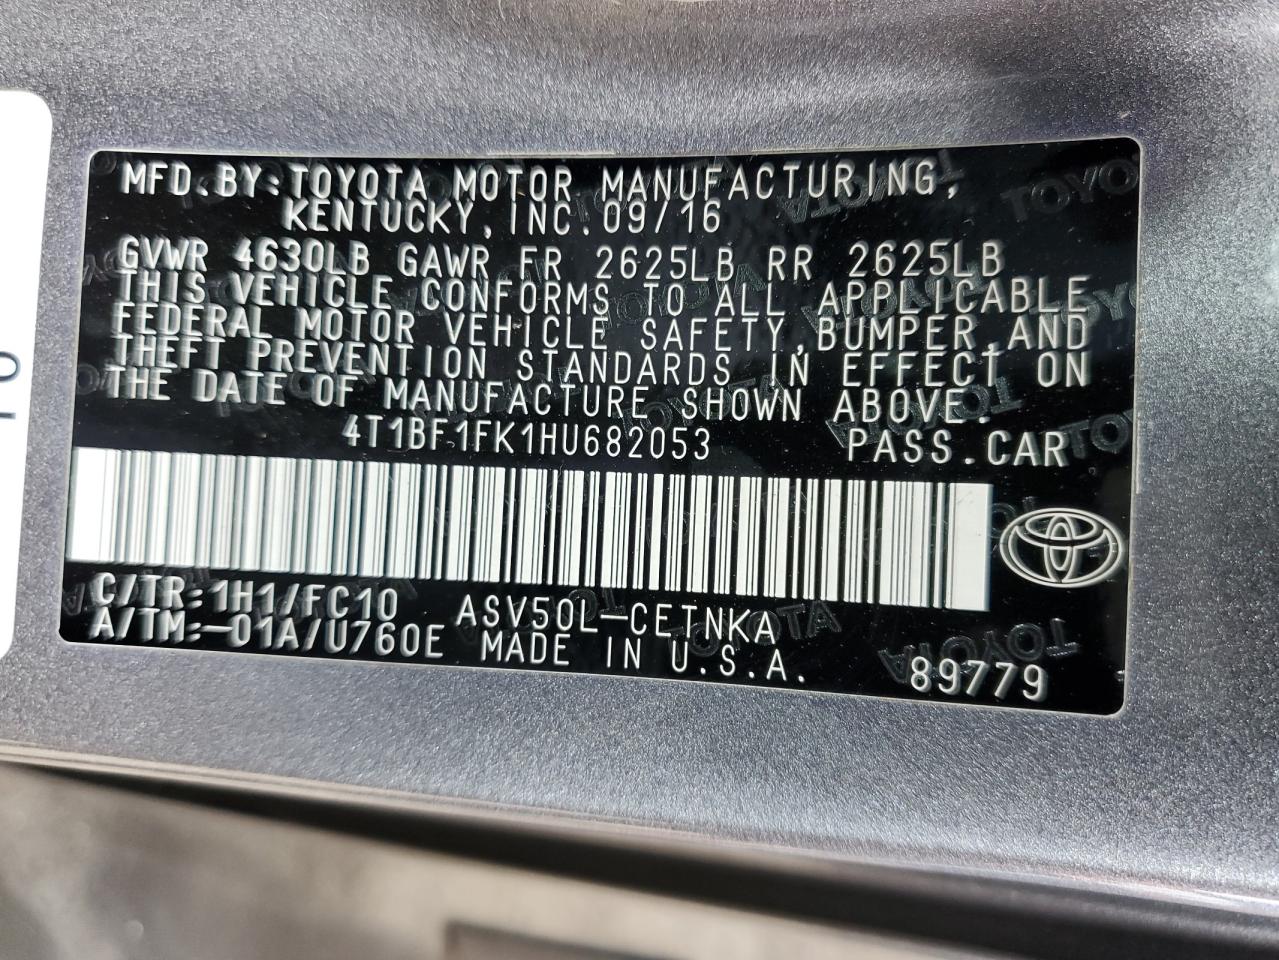 MFD.BY:TOYOTA MOTOR MANUFACTURING,
KENTUCKY,INC.09/16
GVWR 4630LB GAWR FR 2625LB RR 2625LB
THIS VEHICLE CONFORMS TO ALL APPLICABLE
FEDERAL MOTOR VEHICLE SAFETY,BUMPER,AND
THEFT PREVENTION STANDARDS IN EFFECT ON
THE DATE OF MANUFACTURE SHOWN ABOVE.
4T1BF1FK1HU682053 PASS.CAR
C/TR:1H1/FC10 ASV50L-CETNKA
A/TM:-01A/U760E MADE IN U.S.A. 89779